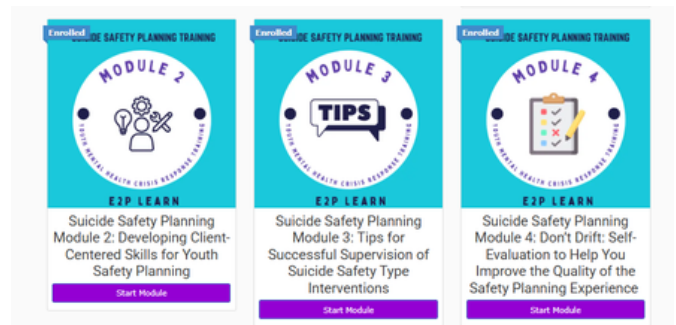 Enrolled
SUICIDE SAFETY PLANNING TRAINING
MODULE 2
YOUTH MENTAL HEALTH CRISIS RESPONSE TRAINING
E2P LEARN
Suicide Safety Planning
Module 2: Developing Client-
Centered Skills for Youth
Safety Planning
Start Module
Enrolled
SUICIDE SAFETY PLANNING TRAINING
MODULE 3
TIPS
YOUTH MENTAL HEALTH CRISIS RESPONSE TRAINING
E2P LEARN
Suicide Safety Planning
Module 3: Tips for
Successful Supervision of
Suicide Safety Type
Interventions
Start Module
Enrolled
SUICIDE SAFETY PLANNING TRAINING
MODULE 4
YOUTH MENTAL HEALTH CRISIS RESPONSE TRAINING
E2P LEARN
Suicide Safety Planning
Module 4: Don't Drift: Self-
Evaluation to Help You
Improve the Quality of the
Safety Planning Experience
Start Module